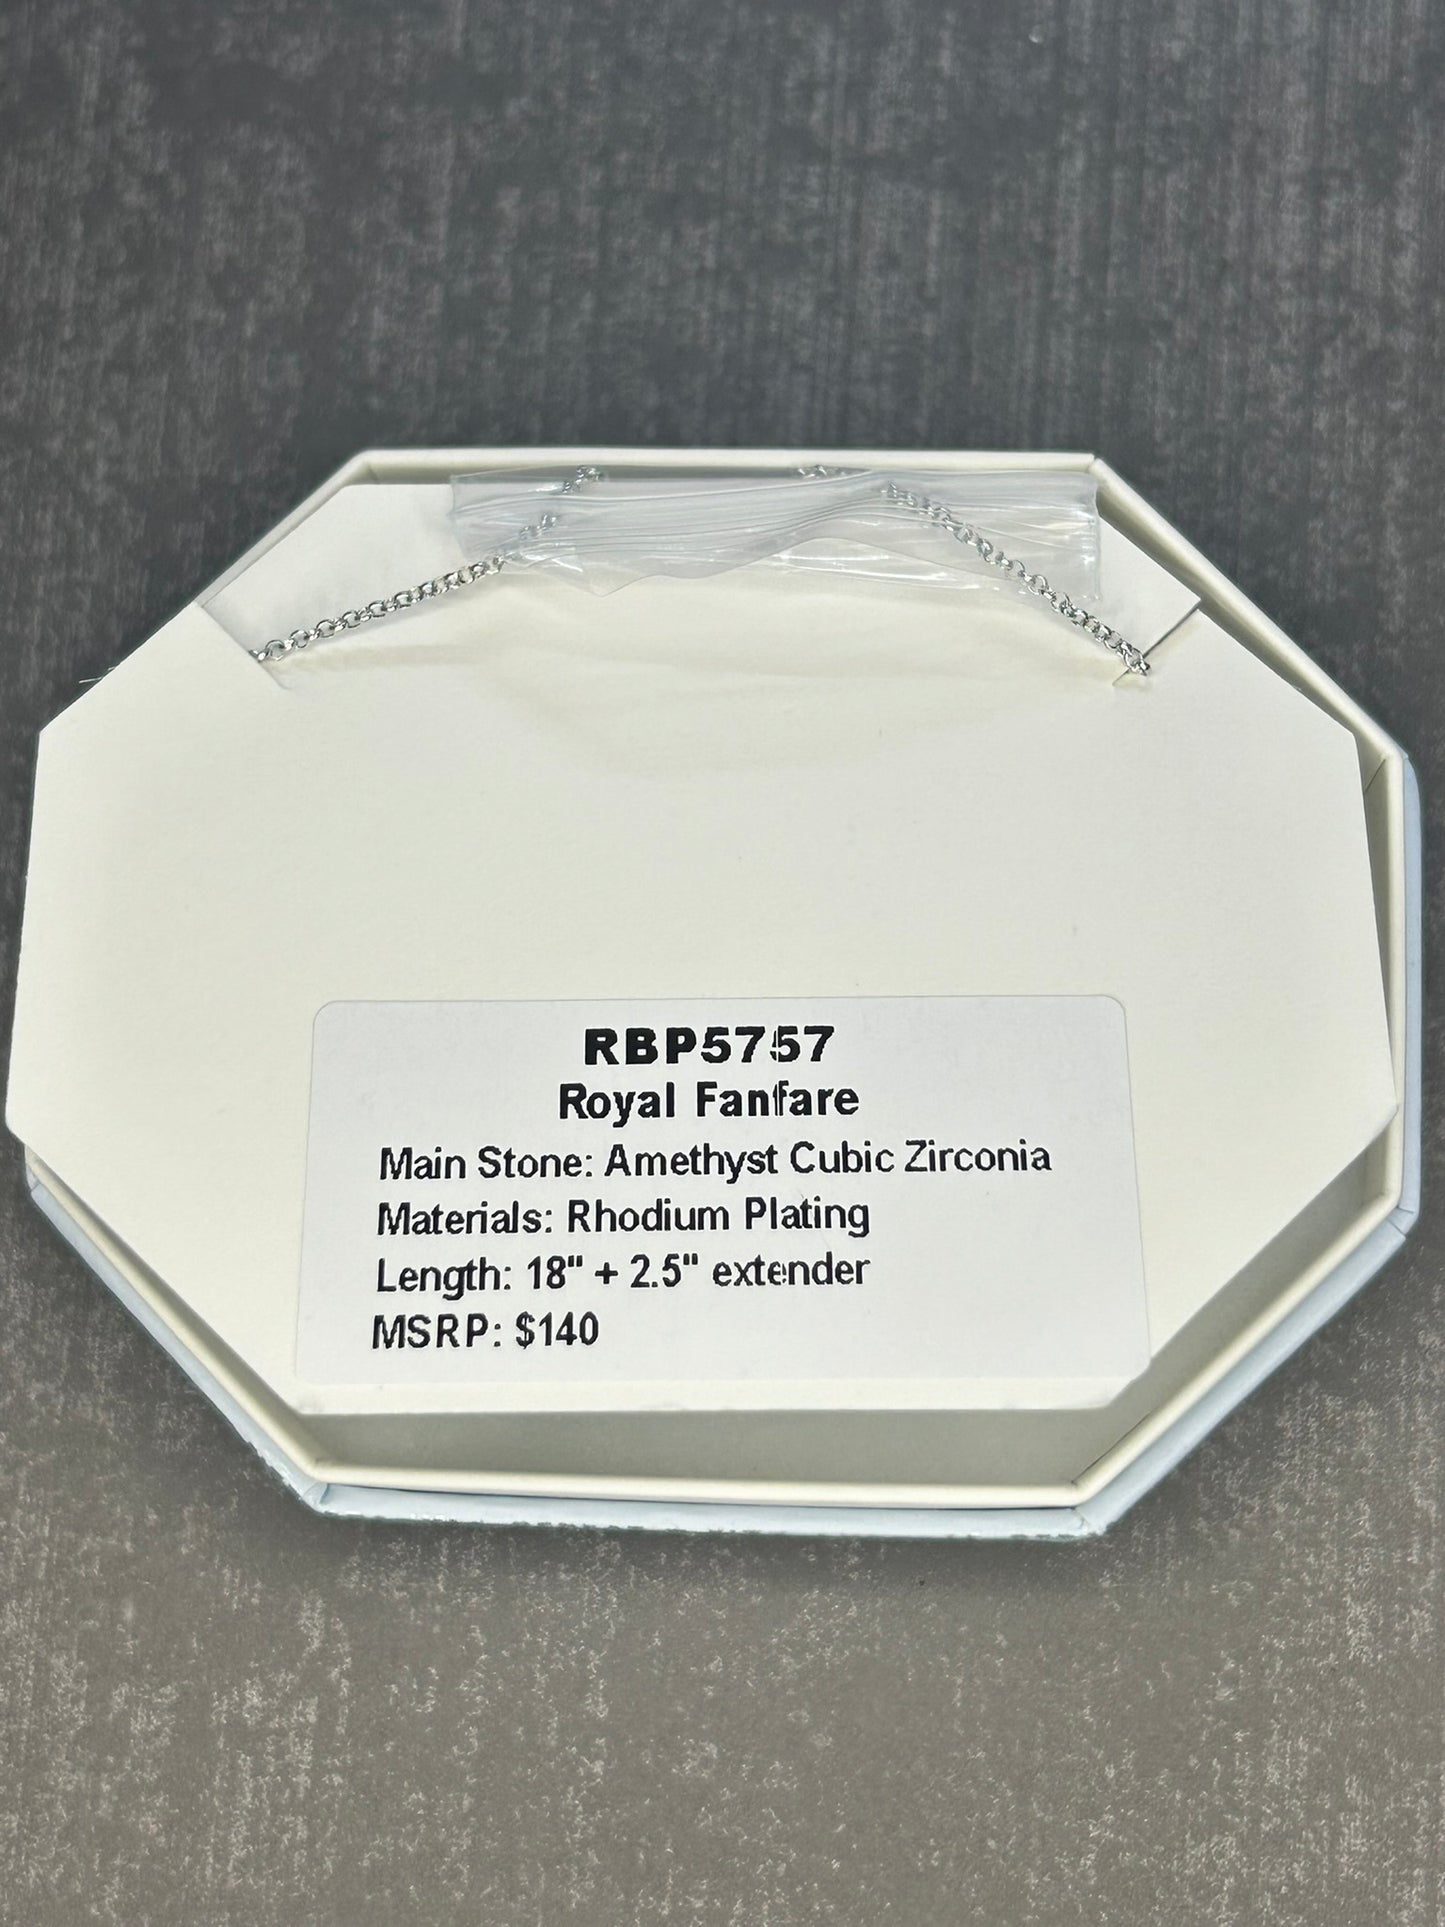 RBP5757
Royal Fanfare
Main Stone: Amethyst Cubic Zirconia
Materials: Rhodium Plating
Length: 18" + 2.5" extender
MSRP: $140